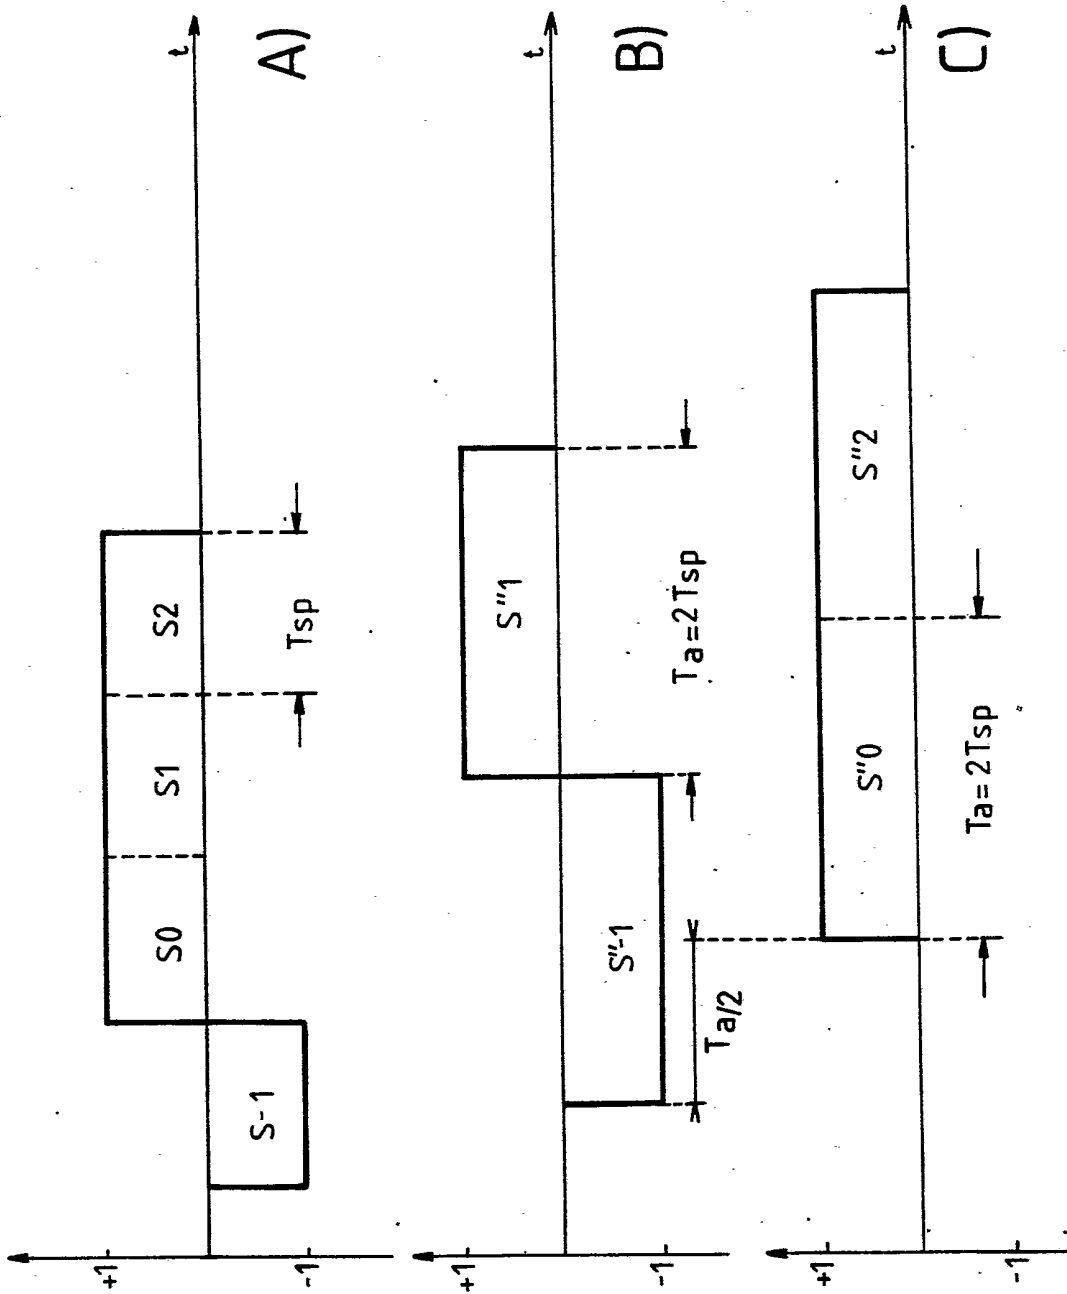 +1
-1
S-1
S0
S1
S2
Tsp
t
A)
+1
-1
S"-1
S"1
Ta/2
Ta=2Tsp
t
B)
+1
-1
S"0
S"2
Ta=2Tsp
t
C)